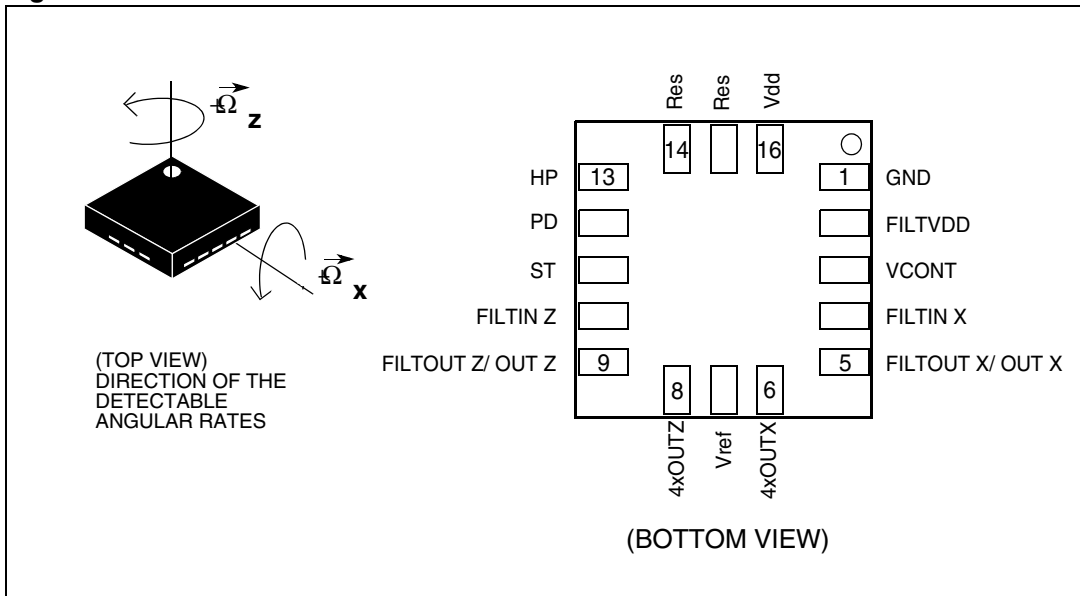 +Ω Z
+Ω X
(TOP VIEW)
DIRECTION OF THE
DETECTABLE
ANGULAR RATES
Res
Res
Vdd
14
16
HP
13
1
GND
PD
FILTVDD
ST
VCONT
FILTIN Z
FILTIN X
FILTOUT Z/ OUT Z
9
5
FILTOUT X/ OUT X
8
6
4xOUTZ
Vref
4xOUTX
(BOTTOM VIEW)